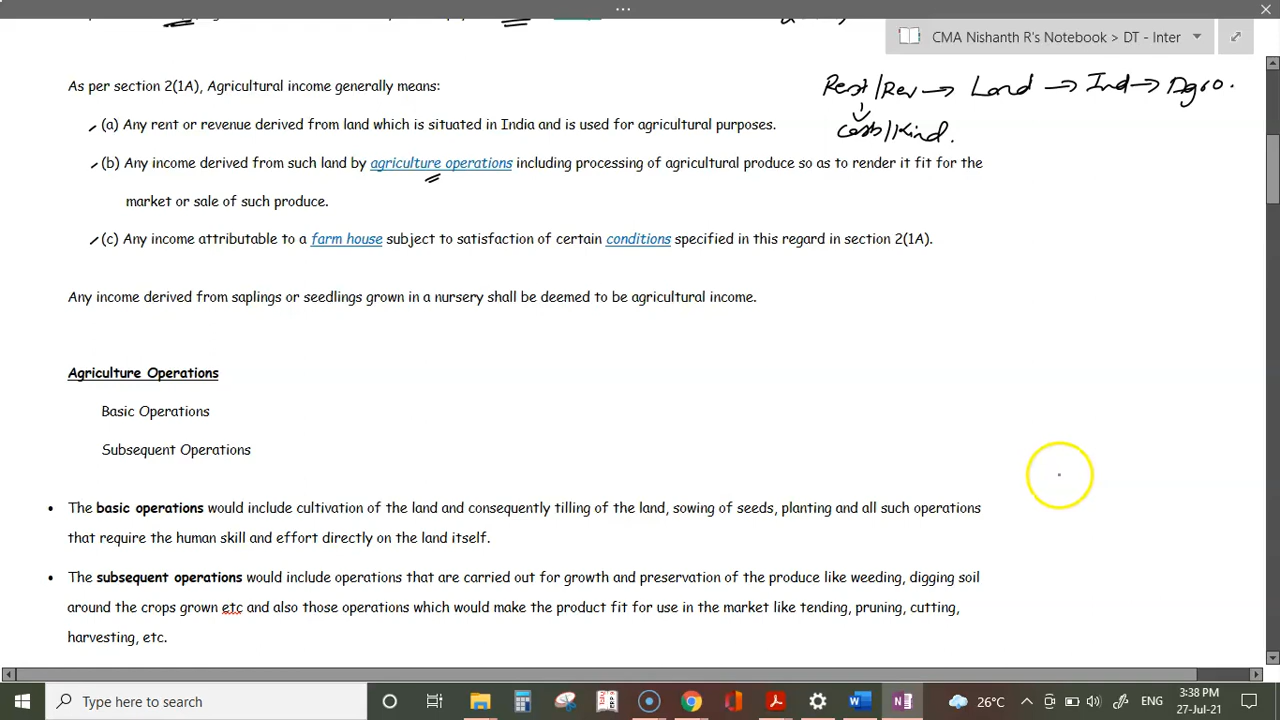 CMA Nishanth R's Notebook > DT - Inter
As per section 2(1A), Agricultural income generally means:
Rent/Rev → Land → Ind → Agro.
(a) Any rent or revenue derived from land which is situated in India and is used for agricultural purposes.
Cash/Kind.
(b) Any income derived from such land by agriculture operations including processing of agricultural produce so as to render it fit for the
market or sale of such produce.
(c) Any income attributable to a farm house subject to satisfaction of certain conditions specified in this regard in section 2(1A).
Any income derived from saplings or seedlings grown in a nursery shall be deemed to be agricultural income.
Agriculture Operations
Basic Operations
Subsequent Operations
• The basic operations would include cultivation of the land and consequently tilling of the land, sowing of seeds, planting and all such operations
that require the human skill and effort directly on the land itself.
• The subsequent operations would include operations that are carried out for growth and preservation of the produce like weeding, digging soil
around the crops grown etc and also those operations which would make the product fit for use in the market like tending, pruning, cutting,
harvesting, etc.
Type here to search
26°C
ENG
3:38 PM
27-Jul-21